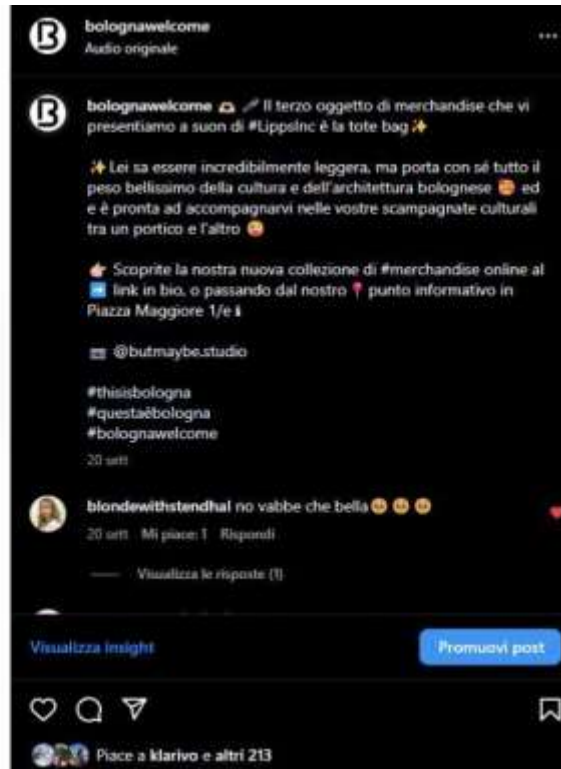 bolognawelcome
Audio originale
bolognawelcome 🫶🏻 🎤 Il terzo oggetto di merchandise che vi
presentiamo a suon di #LippsInc è la tote bag✨
✨ Lei sa essere incredibilmente leggera, ma porta con sé tutto il
peso bellissimo della cultura e dell'architettura bolognese 🥰 ed
e è pronta ad accompagnarvi nelle vostre scampagnate culturali
tra un portico e l'altro
👉🏻 Scoprite la nostra nuova collezione di #merchandise online al
➡️ link in bio, o passando dal nostro 📍 punto informativo in
Piazza Maggiore 1/e ℹ
@butmaybe.studio
#thisisbologna
#questaèbologna
#bolognawelcome
20 sett
blondewithstendhal no vabbe che bella
20 sett Mi piace: 1 Rispondi
Visualizza le risposte (1)
Visualizza insight
Promuovi post
Piace a klarivo e altri 213